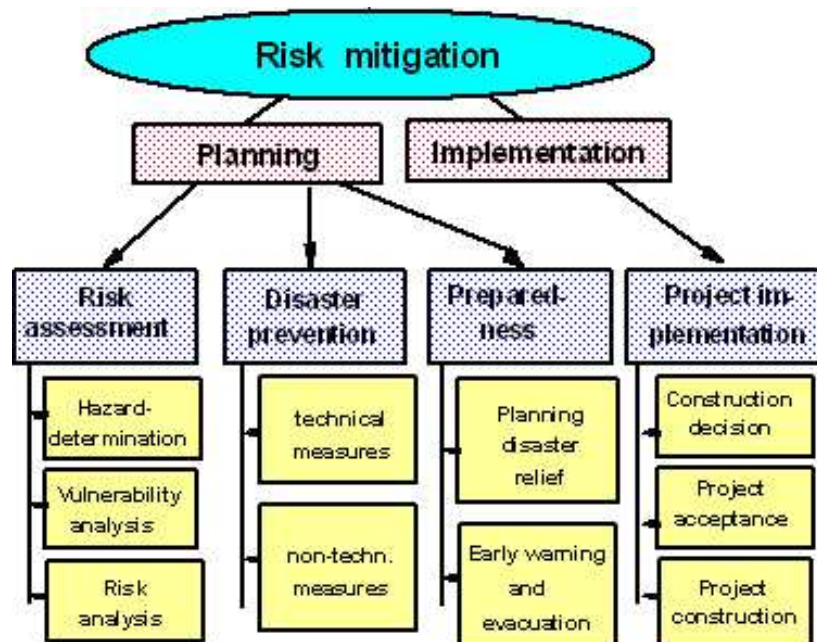 Risk mitigation
Planning
Implementation
Risk
assessment
Disaster
prevention
Prepared-
ness
Project im-
plementation
Hazard-
determination
Vulnerability
analysis
Risk
analysis
technical
measures
non-techn.
measures
Planning
disaster
relief
Early warning
and
evacuation
Construction
decision
Project
acceptance
Project
construction